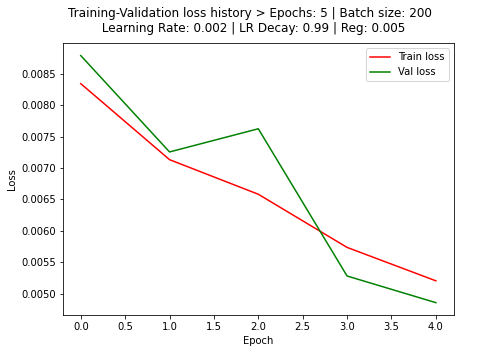 Training-Validation loss history > Epochs: 5 | Batch size: 200
Learning Rate: 0.002 | LR Decay: 0.99 | Reg: 0.005
Train loss
Val loss
Loss
0.0085
0.0080
0.0075
0.0070
0.0065
0.0060
0.0055
0.0050
0.0 0.5 1.0 1.5 2.0 2.5 3.0 3.5 4.0
Epoch